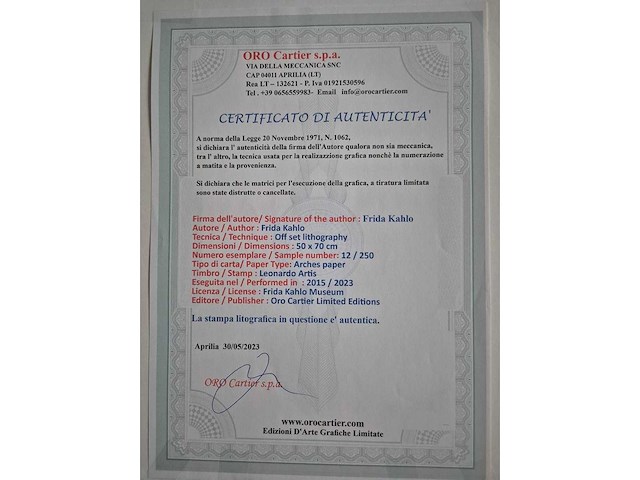 ORO Cartier s.p.a.
VIA DELLA MECCANICA SNC
CAP 04011 APRILIA (LT)
Rea LT – 132621 - P. Iva 01921530596
Tel . +39 0656559983- Email info@orocartier.com
CERTIFICATO DI AUTENTICITA'
A norma della Legge 20 Novembre 1971, N. 1062,
si dichiara l' autenticità della firma dell'Autore qualora non sia meccanica,
tra l' altro, la tecnica usata per la realizazzione grafica nonchè la numerazione
a matita e la provenienza.
Si dichiara che le matrici per l'esecuzione della grafica, a tiratura limitata
sono state distrutte o cancellate.
Firma dell'autore/ Signature of the author : Frida Kahlo
Autore / Author : Frida Kahlo
Tecnica / Technique : Off set lithography
Dimensioni / Dimensions : 50 x 70 cm
Numero esemplare / Sample number: 12 / 250
Tipo di carta/ Paper Type: Arches paper
Timbro / Stamp : Leonardo Artis
Eseguita nel / Performed in : 2015 / 2023
Licenza / License : Frida Kahlo Museum
Editore / Publisher : Oro Cartier Limited Editions
La stampa litografica in questione e' autentica.
Aprilia 30/05/2023
ORO Cartier s.p.a.
www.orocartier.com
Edizioni D'Arte Grafiche Limitate